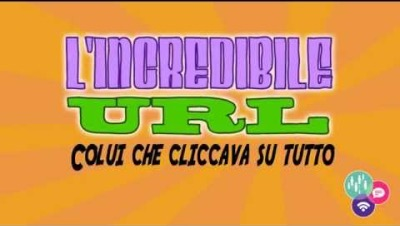 L'INCREDIBILE
URL
COLUI CHE CLICCAVA SU TUTTO